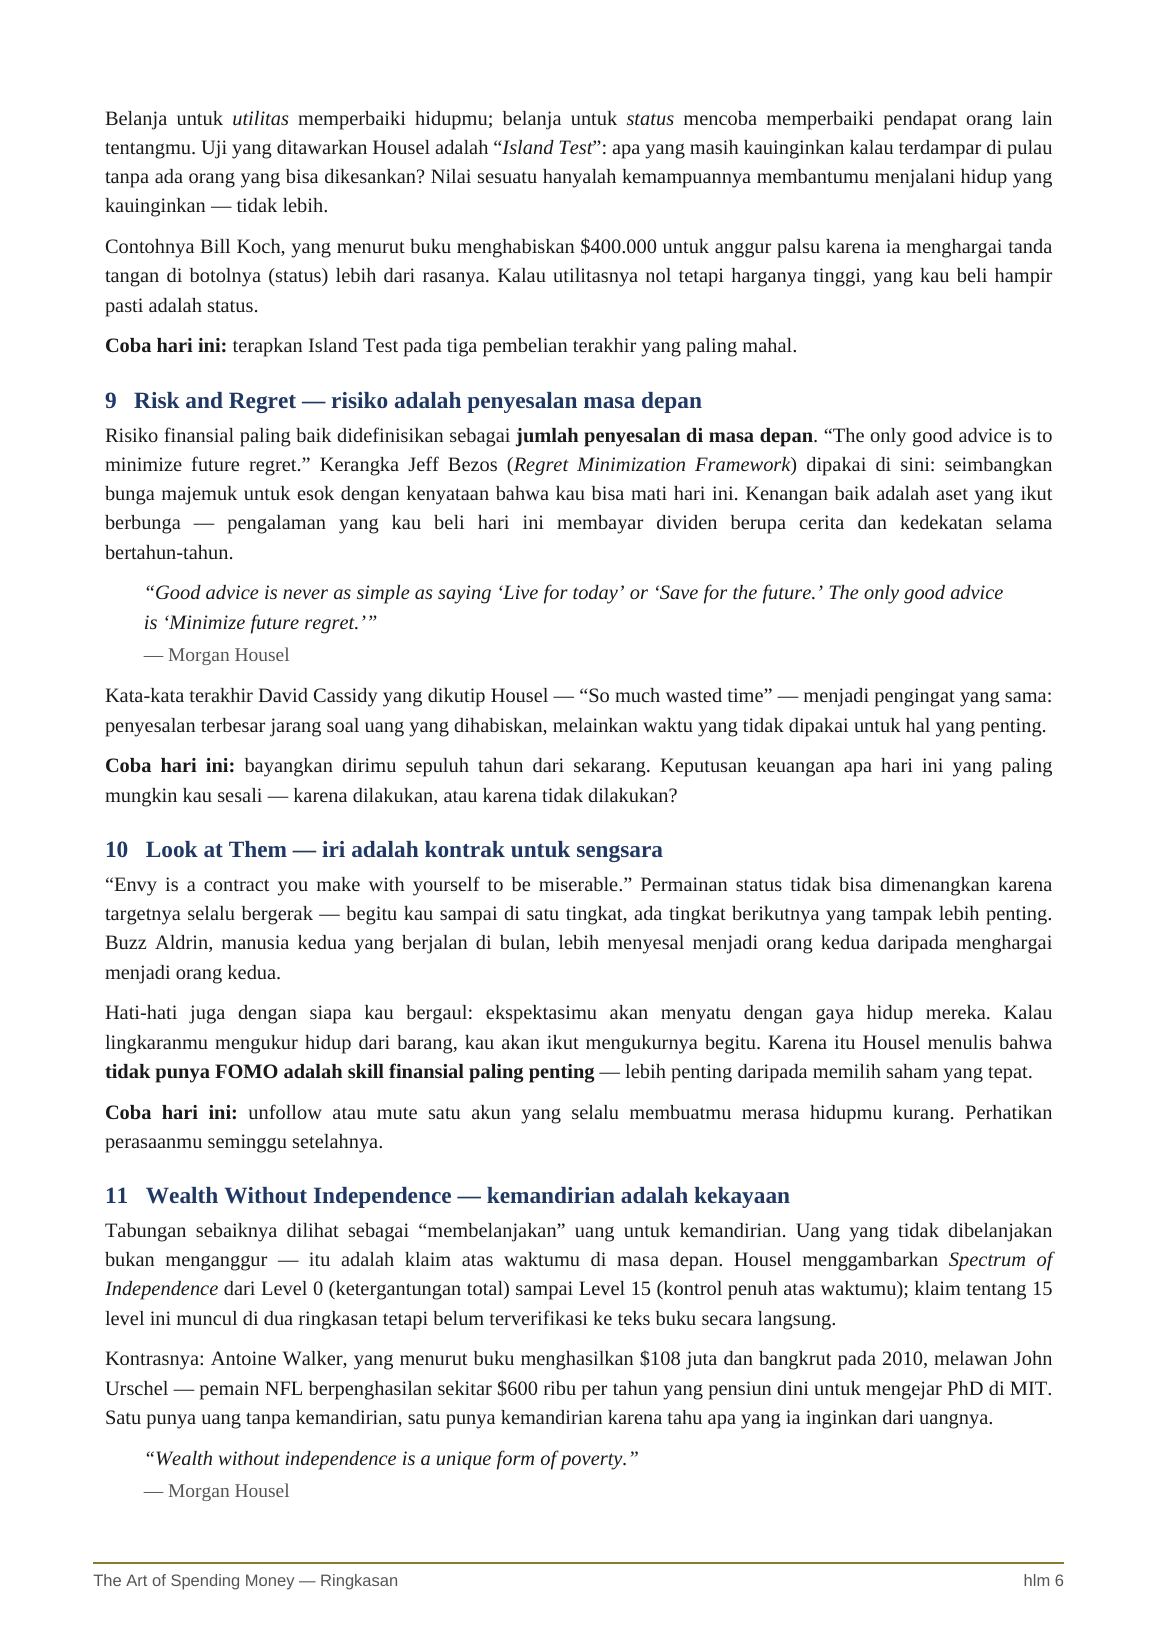 Belanja untuk utilitas memperbaiki hidupmu; belanja untuk status mencoba memperbaiki pendapat orang lain
tentangmu. Uji yang ditawarkan Housel adalah “Island Test”: apa yang masih kauinginkan kalau terdampar di pulau
tanpa ada orang yang bisa dikesankan? Nilai sesuatu hanyalah kemampuannya membantumu menjalani hidup yang
kauinginkan — tidak lebih.
Contohnya Bill Koch, yang menurut buku menghabiskan $400.000 untuk anggur palsu karena ia menghargai tanda
tangan di botolnya (status) lebih dari rasanya. Kalau utilitasnya nol tetapi harganya tinggi, yang kau beli hampir
pasti adalah status.
Coba hari ini: terapkan Island Test pada tiga pembelian terakhir yang paling mahal.
9 Risk and Regret — risiko adalah penyesalan masa depan
Risiko finansial paling baik didefinisikan sebagai jumlah penyesalan di masa depan. “The only good advice is to
minimize future regret.” Kerangka Jeff Bezos (Regret Minimization Framework) dipakai di sini: seimbangkan
bunga majemuk untuk esok dengan kenyataan bahwa kau bisa mati hari ini. Kenangan baik adalah aset yang ikut
berbunga — pengalaman yang kau beli hari ini membayar dividen berupa cerita dan kedekatan selama
bertahun-tahun.
“Good advice is never as simple as saying ‘Live for today’ or ‘Save for the future.’ The only good advice
is ‘Minimize future regret.’”
— Morgan Housel
Kata-kata terakhir David Cassidy yang dikutip Housel — “So much wasted time” — menjadi pengingat yang sama:
penyesalan terbesar jarang soal uang yang dihabiskan, melainkan waktu yang tidak dipakai untuk hal yang penting.
Coba hari ini: bayangkan dirimu sepuluh tahun dari sekarang. Keputusan keuangan apa hari ini yang paling
mungkin kau sesali — karena dilakukan, atau karena tidak dilakukan?
10 Look at Them — iri adalah kontrak untuk sengsara
“Envy is a contract you make with yourself to be miserable.” Permainan status tidak bisa dimenangkan karena
targetnya selalu bergerak — begitu kau sampai di satu tingkat, ada tingkat berikutnya yang tampak lebih penting.
Buzz Aldrin, manusia kedua yang berjalan di bulan, lebih menyesal menjadi orang kedua daripada menghargai
menjadi orang kedua.
Hati-hati juga dengan siapa kau bergaul: ekspektasimu akan menyatu dengan gaya hidup mereka. Kalau
lingkaranmu mengukur hidup dari barang, kau akan ikut mengukurnya begitu. Karena itu Housel menulis bahwa
tidak punya FOMO adalah skill finansial paling penting — lebih penting daripada memilih saham yang tepat.
Coba hari ini: unfollow atau mute satu akun yang selalu membuatmu merasa hidupmu kurang. Perhatikan
perasaanmu seminggu setelahnya.
11 Wealth Without Independence — kemandirian adalah kekayaan
Tabungan sebaiknya dilihat sebagai “membelanjakan” uang untuk kemandirian. Uang yang tidak dibelanjakan
bukan menganggur — itu adalah klaim atas waktumu di masa depan. Housel menggambarkan Spectrum of
Independence dari Level 0 (ketergantungan total) sampai Level 15 (kontrol penuh atas waktumu); klaim tentang 15
level ini muncul di dua ringkasan tetapi belum terverifikasi ke teks buku secara langsung.
Kontrasnya: Antoine Walker, yang menurut buku menghasilkan $108 juta dan bangkrut pada 2010, melawan John
Urschel — pemain NFL berpenghasilan sekitar $600 ribu per tahun yang pensiun dini untuk mengejar PhD di MIT.
Satu punya uang tanpa kemandirian, satu punya kemandirian karena tahu apa yang ia inginkan dari uangnya.
“Wealth without independence is a unique form of poverty.”
— Morgan Housel
The Art of Spending Money — Ringkasan
hlm 6